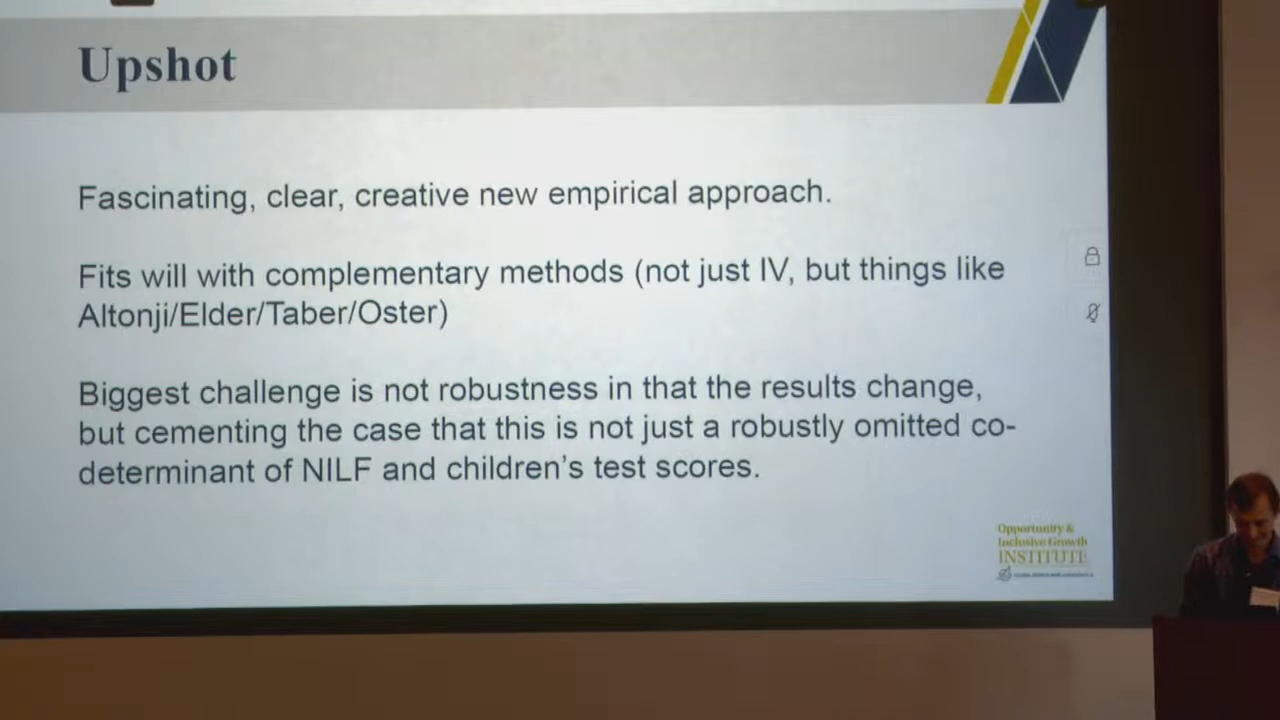 Upshot
Fascinating, clear, creative new empirical approach.
Fits will with complementary methods (not just IV, but things like
Altonji/Elder/Taber/Oster)
Biggest challenge is not robustness in that the results change,
but cementing the case that this is not just a robustly omitted co-
determinant of NILF and children's test scores.
Opportunity &
Inclusive Growth
INSTITUTE